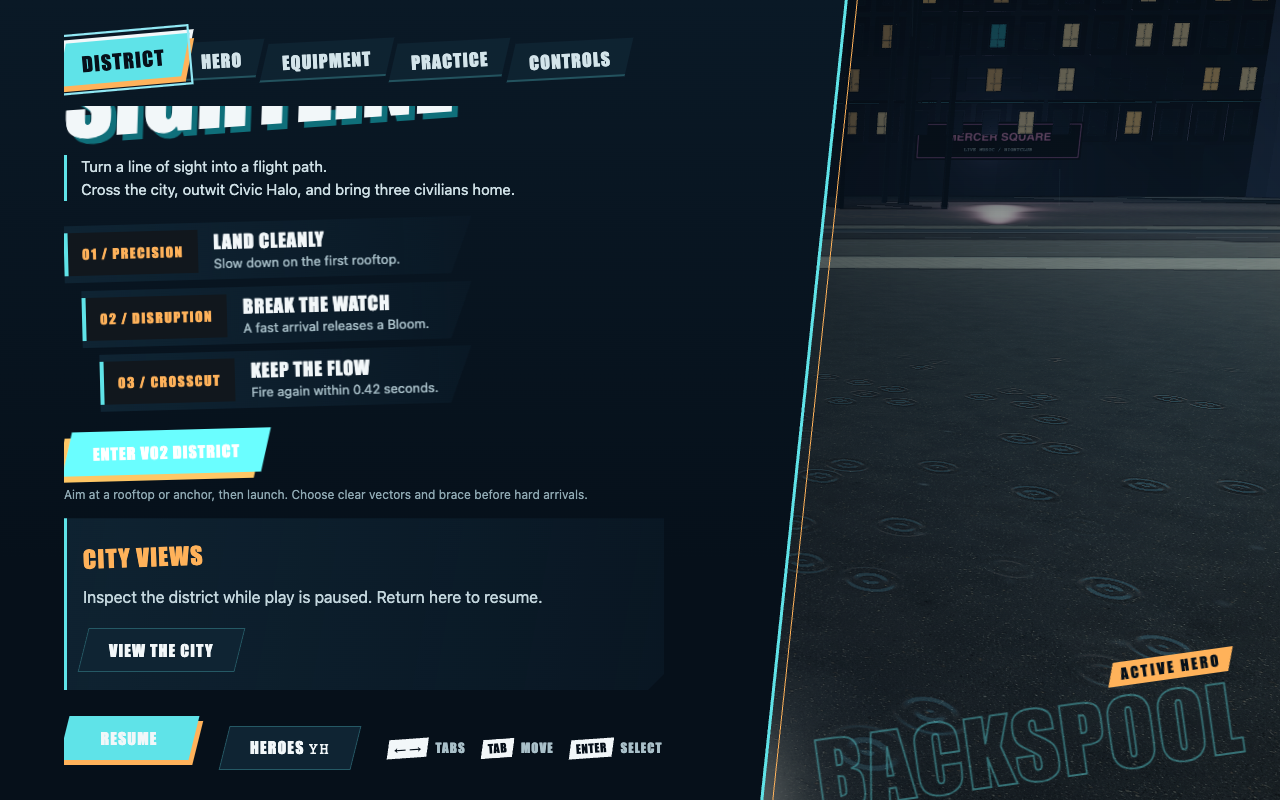 DISTRICT
HERO
EQUIPMENT
PRACTICE
CONTROLS
SIGHTLINE
Turn a line of sight into a flight path.
Cross the city, outwit Civic Halo, and bring three civilians home.
01 / PRECISION
LAND CLEANLY
Slow down on the first rooftop.
02 / DISRUPTION
BREAK THE WATCH
A fast arrival releases a Bloom.
03 / CROSSCUT
KEEP THE FLOW
Fire again within 0.42 seconds.
ENTER V02 DISTRICT
Aim at a rooftop or anchor, then launch. Choose clear vectors and brace before hard arrivals.
CITY VIEWS
Inspect the district while play is paused. Return here to resume.
VIEW THE CITY
RESUME
HEROES YH
←→ TABS
TAB MOVE
ENTER SELECT
MERCER SQUARE
LIVE MUSIC / NIGHTCLUB
ACTIVE HERO
BACKSPOOL